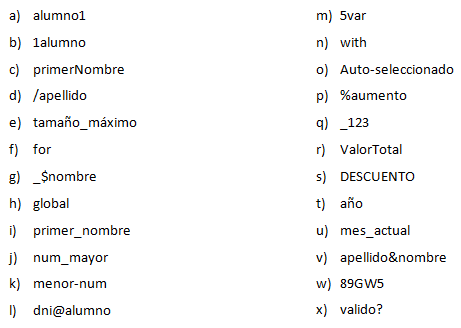 a) alumno1
b) 1alumno
c) primerNombre
d) /apellido
e) tamaño_máximo
f) for
g) _$nombre
h) global
i) primer_nombre
j) num_mayor
k) menor-num
l) dni@alumno
m) 5var
n) with
o) Auto-seleccionado
p) %aumento
q) _123
r) ValorTotal
s) DESCUENTO
t) año
u) mes_actual
v) apellido&nombre
w) 89GW5
x) valido?